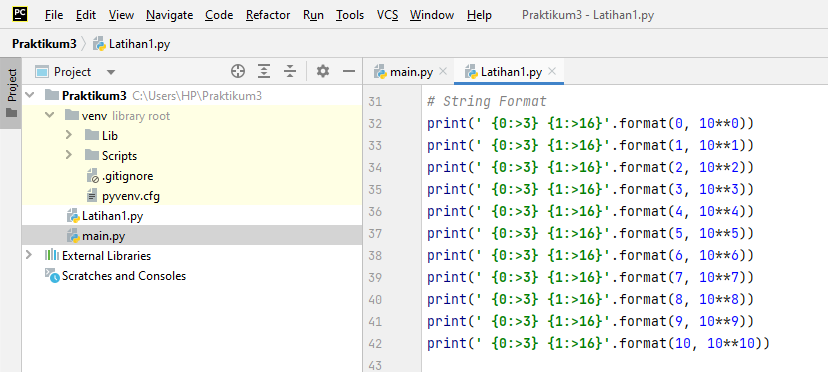 PC File Edit View Navigate Code Refactor Run Tools VCS Window Help Praktikum3 - Latihan1.py
Praktikum3 Latihan1.py
Project
Project
Praktikum3 C:\Users\HP\Praktikum3
venv library root
Lib
Scripts
.gitignore
pyvenv.cfg
Latihan1.py
main.py
External Libraries
Scratches and Consoles
main.py Latihan1.py
31 # String Format
32 print(' {0:>3} {1:>16}'.format(0, 10**0))
33 print(' {0:>3} {1:>16}'.format(1, 10**1))
34 print(' {0:>3} {1:>16}'.format(2, 10**2))
35 print(' {0:>3} {1:>16}'.format(3, 10**3))
36 print(' {0:>3} {1:>16}'.format(4, 10**4))
37 print(' {0:>3} {1:>16}'.format(5, 10**5))
38 print(' {0:>3} {1:>16}'.format(6, 10**6))
39 print(' {0:>3} {1:>16}'.format(7, 10**7))
40 print(' {0:>3} {1:>16}'.format(8, 10**8))
41 print(' {0:>3} {1:>16}'.format(9, 10**9))
42 print(' {0:>3} {1:>16}'.format(10, 10**10))
43